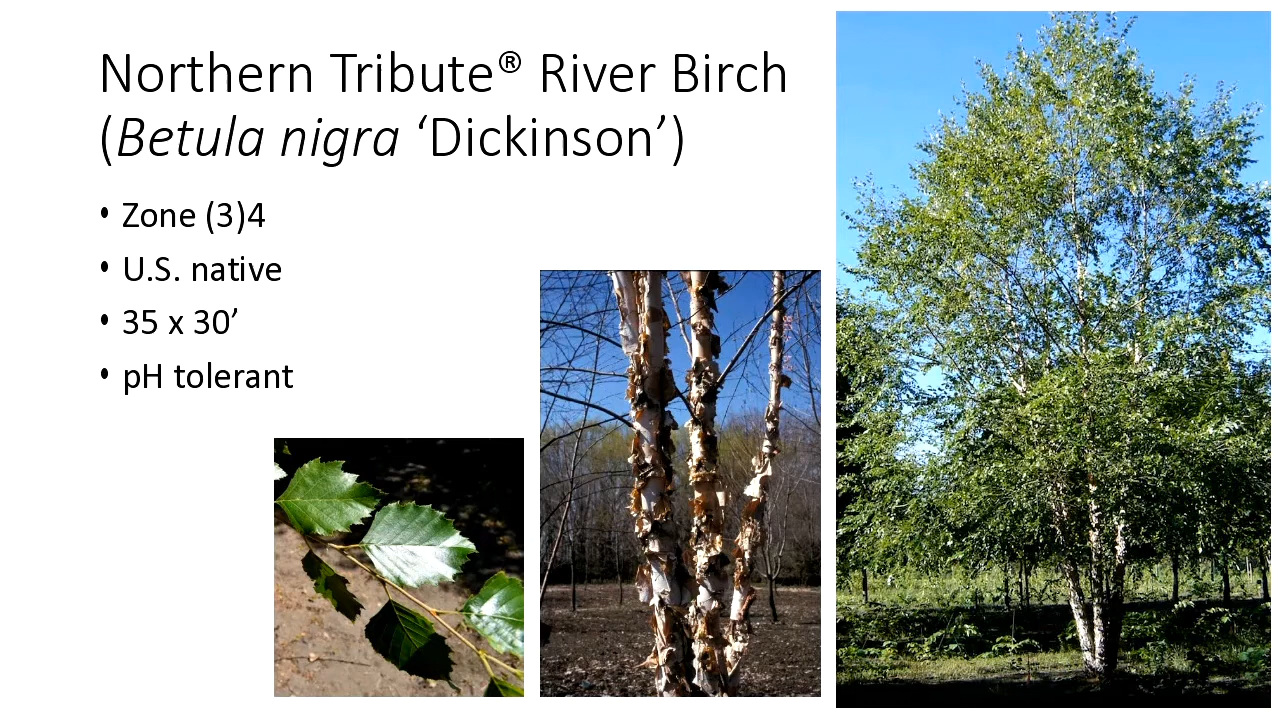 Northern Tribute® River Birch
(Betula nigra ‘Dickinson’)
• Zone (3)4
• U.S. native
• 35 x 30’
• pH tolerant